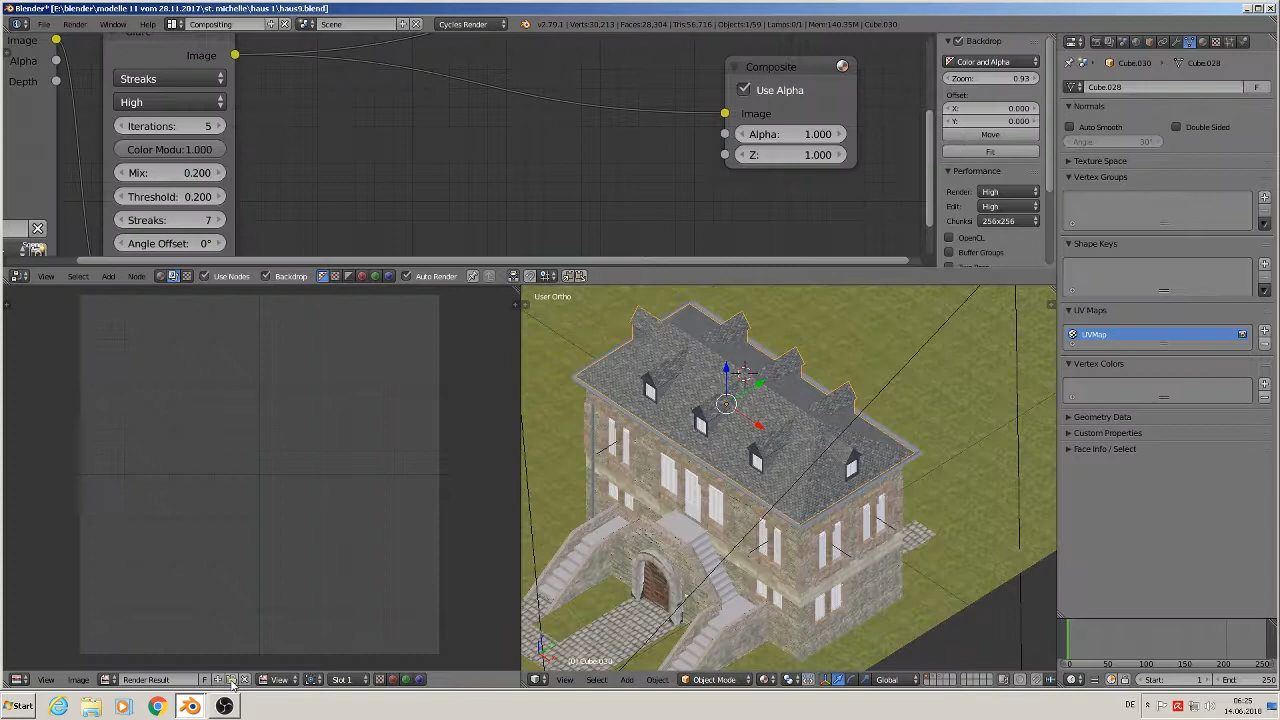 Blender* [E:\blender\modelle 11 vom 28.11.2017\st. michelle\haus 1\haus9.blend]
File Render Window Help Compositing Scene Cycles Render v2.79.1 | Verts:30,213 | Faces:28,304 | Tris:56,716 | Objects:1/59 | Lamps:0/1 | Mem:140.35M | Cube.030
Image
Alpha
Depth
Image
Streaks
High
Iterations: 5
Color Modu: 1.000
Mix: 0.200
Threshold: 0.200
Streaks: 7
Angle Offset: 0°
Composite
Use Alpha
Image
Alpha: 1.000
Z: 1.000
Backdrop
Color and Alpha
Zoom: 0.93
Offset:
X: 0.000
Y: 0.000
Move
Fit
Performance
Render: High
Edit: High
Chunksi 256x256
OpenCL
Buffer Groups
Cube.030 Cube.028
Cube.028 F
Normals
Auto Smooth Double Sided
Angle: 30°
Texture Space
Vertex Groups
Shape Keys
UV Maps
UVMap
Vertex Colors
Geometry Data
Custom Properties
Face Info / Select
View Select Add Node Use Nodes Backdrop Auto Render
User Ortho
(0) Cube.030
View Image Render Result F View Slot 1
View Select Add Object Object Mode Global
0 50 100 150 200 250
Start: 1 End: 250
Start
DE 06:25
14.06.2018